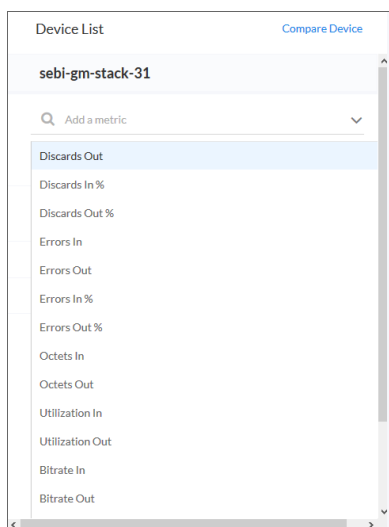 Device List Compare Device
sebi-gm-stack-31
Add a metric
Discards Out
Discards In %
Discards Out %
Errors In
Errors Out
Errors In %
Errors Out %
Octets In
Octets Out
Utilization In
Utilization Out
Bitrate In
Bitrate Out